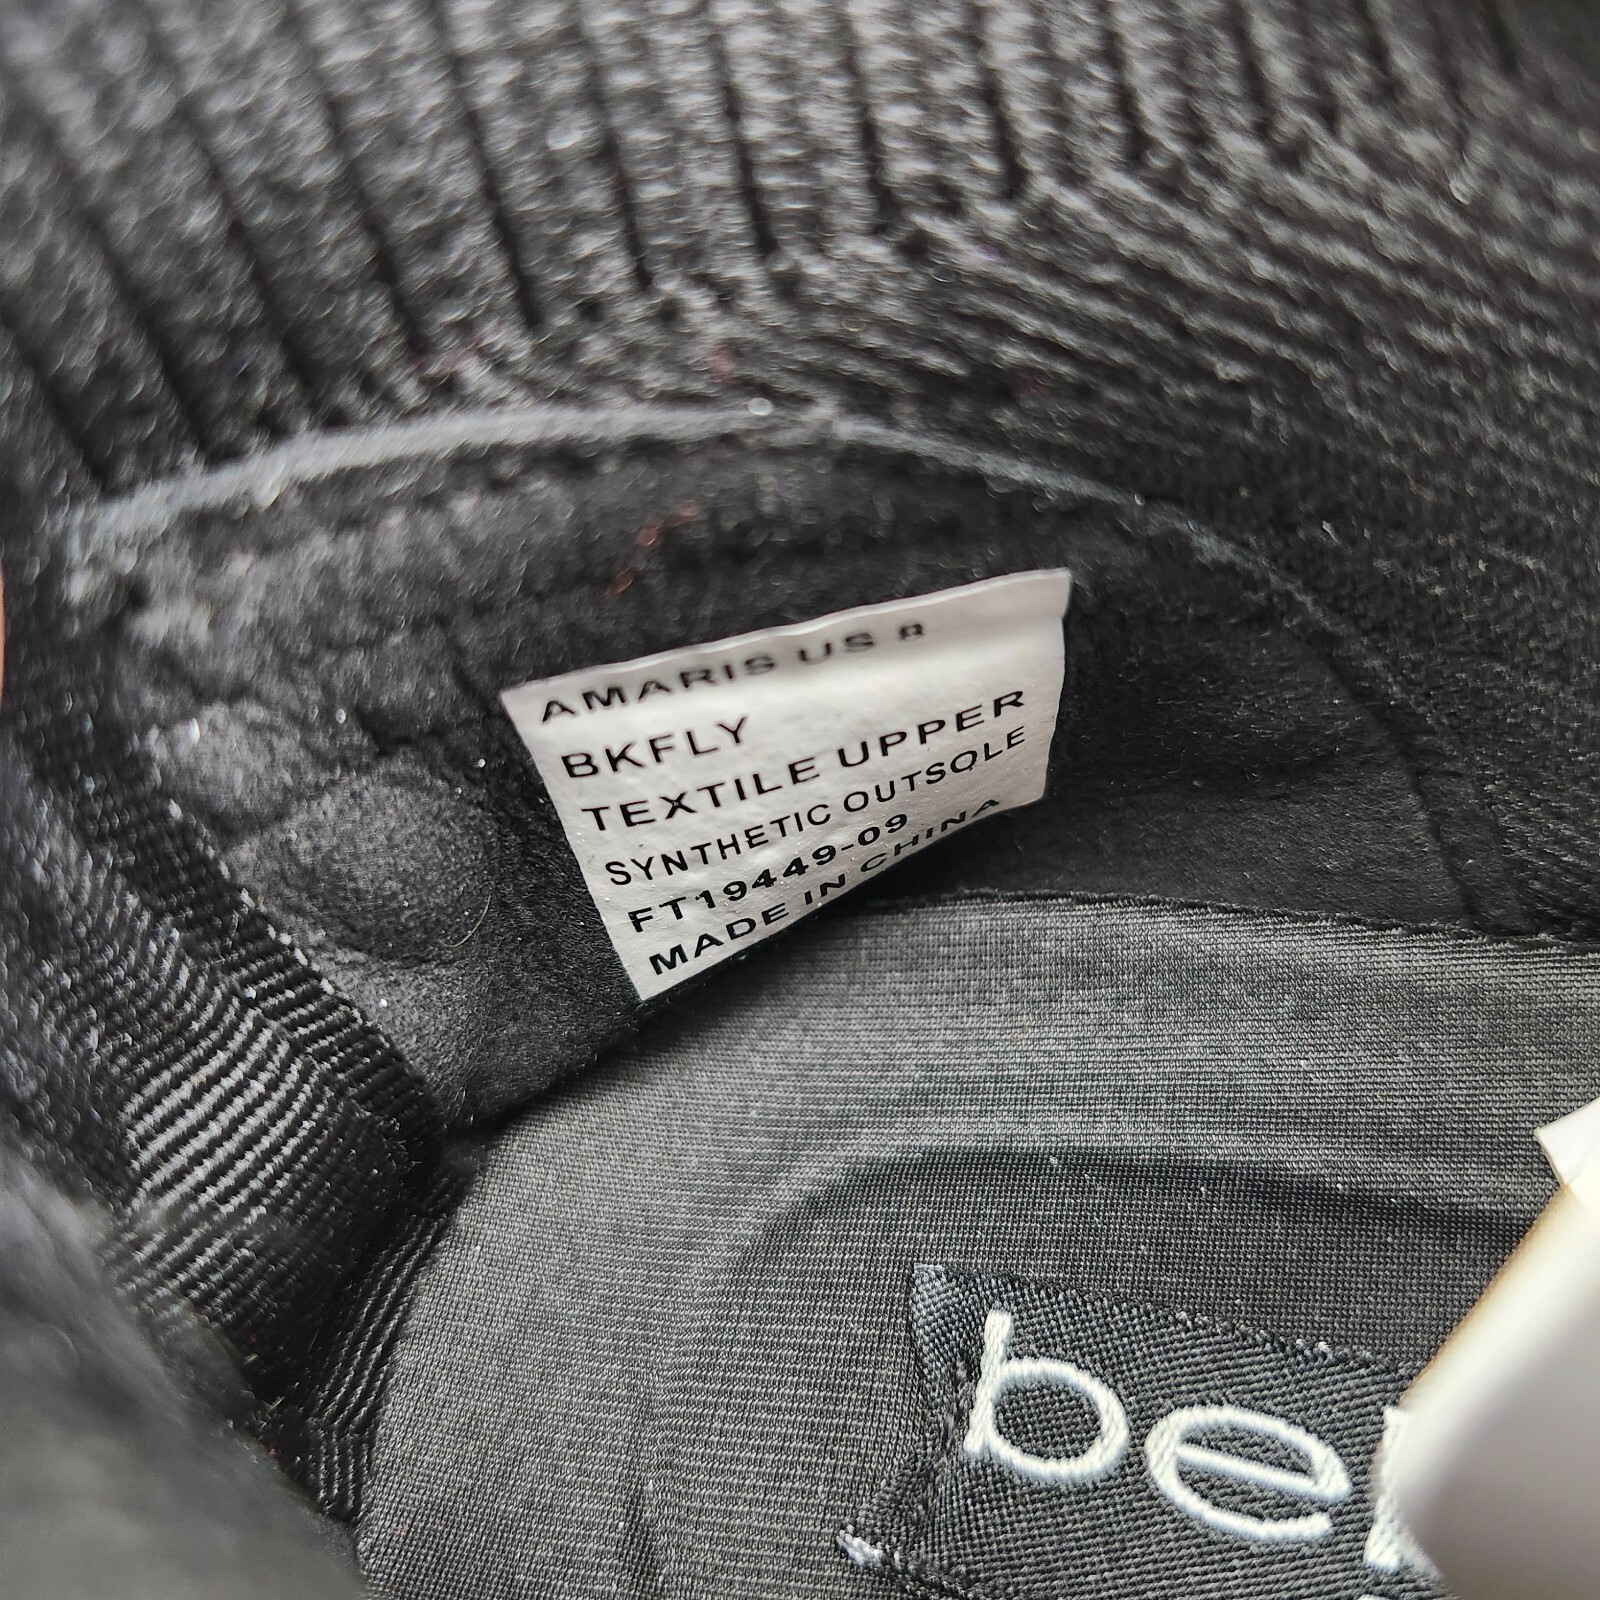 AMARIS US 8
BKFLY
TEXTILE UPPER
SYNTHETIC OUTSOLE
FT19449-09
MADE IN CHINA
be